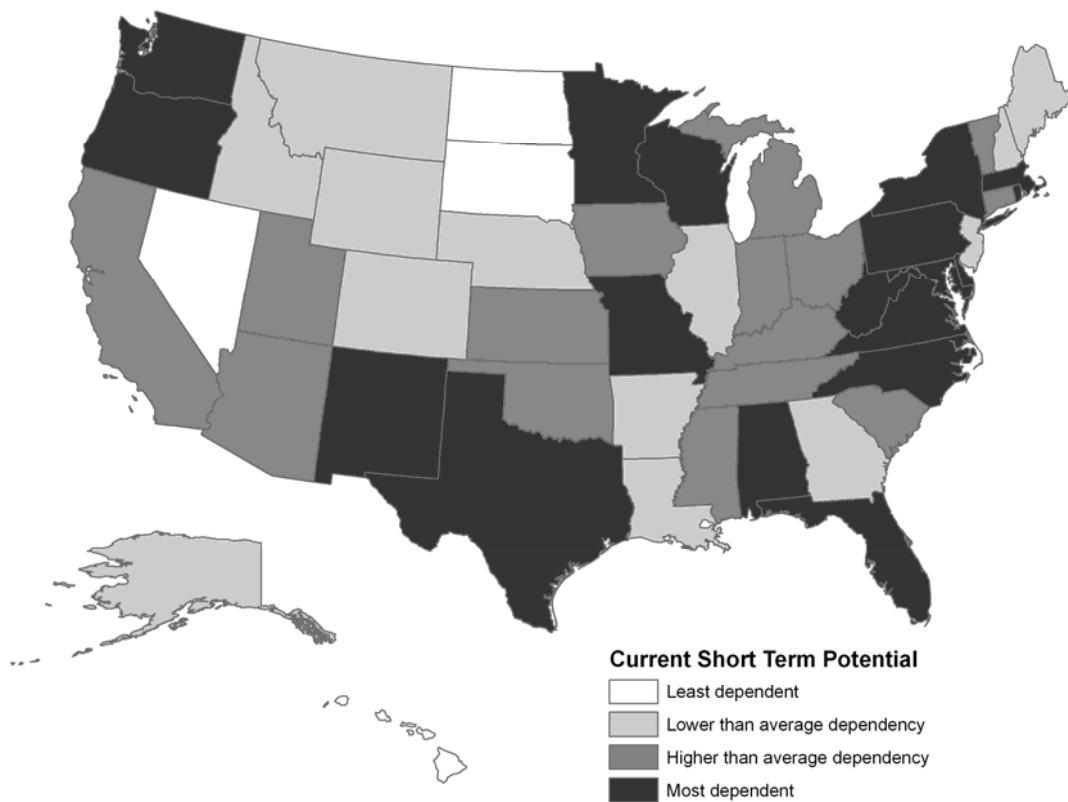 Current Short Term Potential
Least dependent
Lower than average dependency
Higher than average dependency
Most dependent